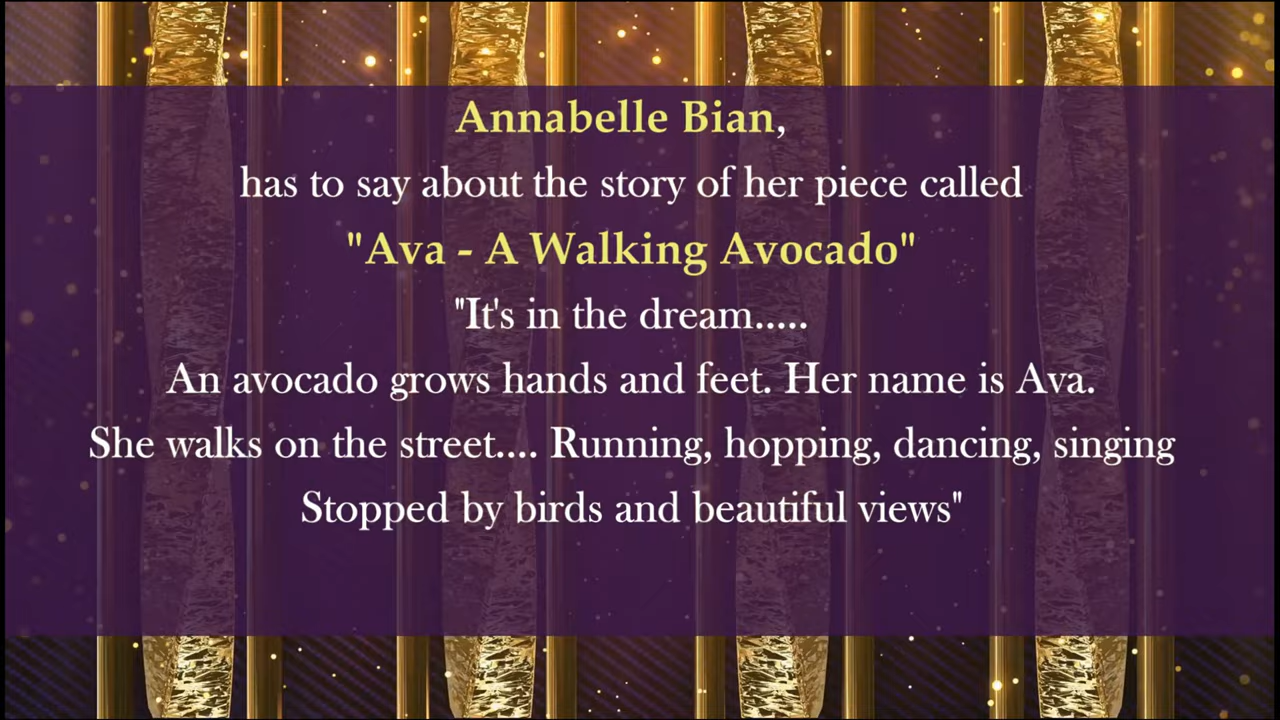 Annabelle Bian,
has to say about the story of her piece called
"Ava - A Walking Avocado"
"It's in the dream.....
An avocado grows hands and feet. Her name is Ava.
She walks on the street.... Running, hopping, dancing, singing
Stopped by birds and beautiful views"